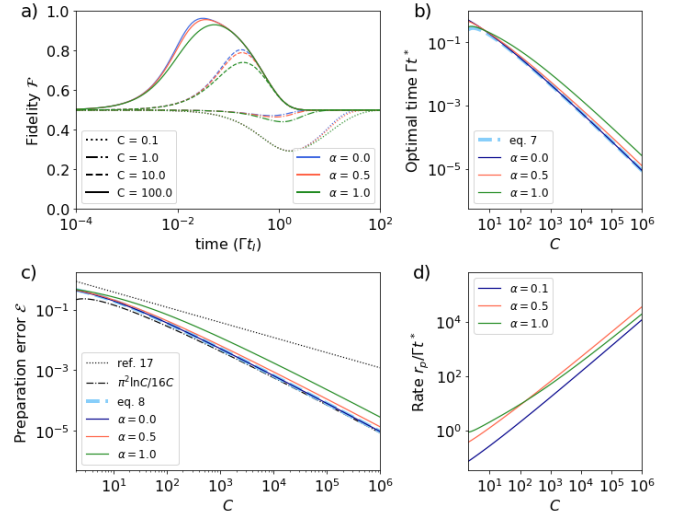 a)
Fidelity 𝓕
1.0
0.8
0.6
0.4
0.2
0.0
C = 0.1
C = 1.0
C = 10.0
C = 100.0
α = 0.0
α = 0.5
α = 1.0
10⁻⁴ 10⁻² 10⁰ 10²
time (Γt_l)
b)
Optimal time Γt*
10⁻¹
10⁻³
10⁻⁵
eq. 7
α = 0.0
α = 0.5
α = 1.0
10¹ 10² 10³ 10⁴ 10⁵ 10⁶
C
c)
Preparation error ℰ
10⁻¹
10⁻³
10⁻⁵
ref. 17
π²lnC/16C
eq. 8
α = 0.0
α = 0.5
α = 1.0
10¹ 10² 10³ 10⁴ 10⁵ 10⁶
C
d)
Rate r_p/Γt*
10⁴
10²
10⁰
α = 0.1
α = 0.5
α = 1.0
10¹ 10² 10³ 10⁴ 10⁵ 10⁶
C